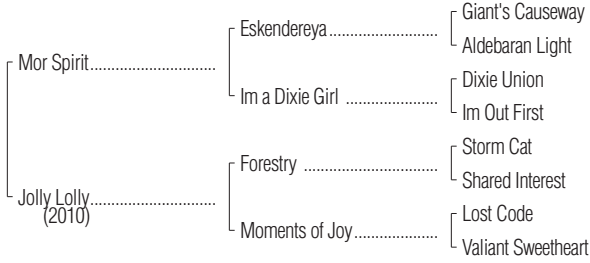 Giant's Causeway
Eskendereya
Aldebaran Light
Mor Spirit
Dixie Union
Im a Dixie Girl
Im Out First
Storm Cat
Forestry
Shared Interest
Jolly Lolly
(2010)
Lost Code
Moments of Joy
Valiant Sweetheart